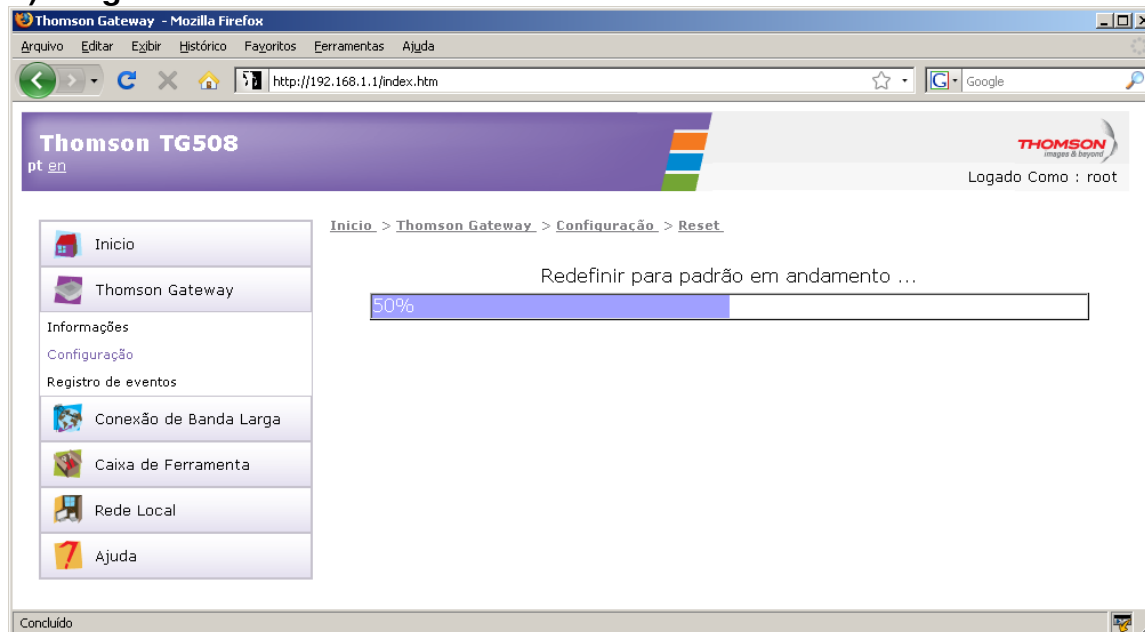 Thomson Gateway - Mozilla Firefox
Arquivo Editar Exibir Histórico Favoritos Ferramentas Ajuda
http://192.168.1.1/index.htm
G Google
Thomson TG508
pt en
THOMSON
images & beyond
Logado Como : root
Inicio > Thomson Gateway > Configuração > Reset
Inicio
Thomson Gateway
Informações
Configuração
Registro de eventos
Conexão de Banda Larga
Caixa de Ferramenta
Rede Local
Ajuda
Redefinir para padrão em andamento ...
50%
Concluído